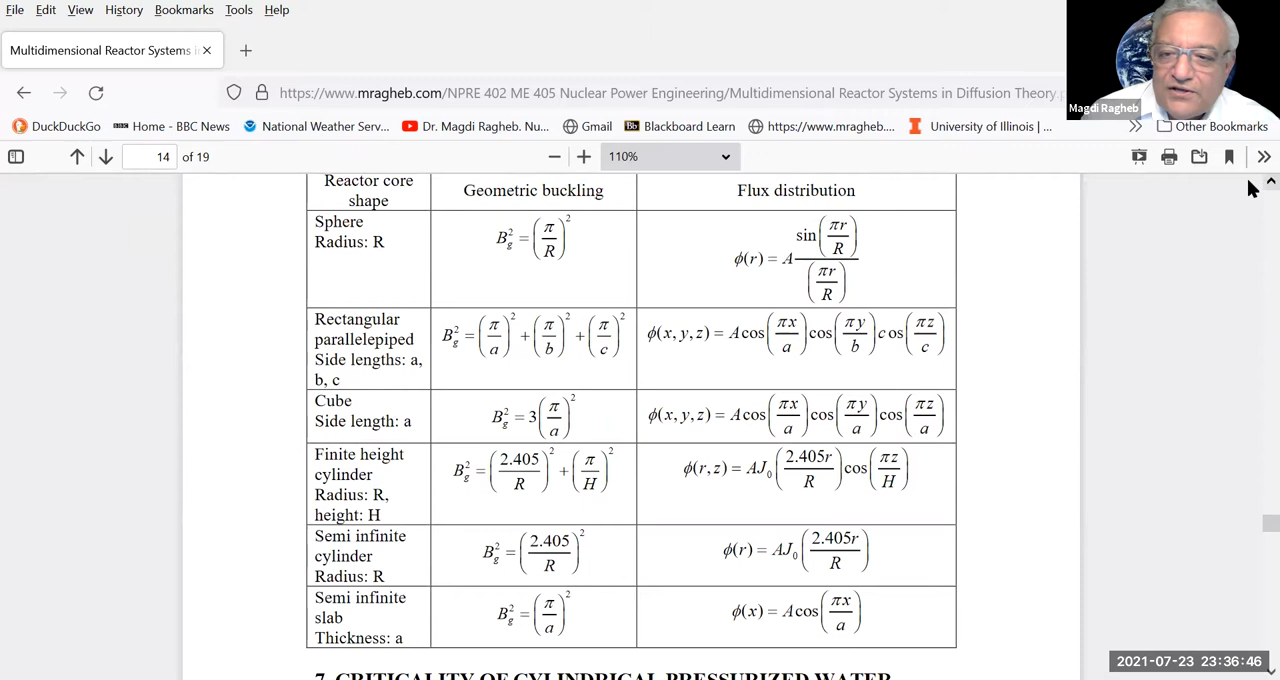 File Edit View History Bookmarks Tools Help
Multidimensional Reactor Systems i
https://www.mragheb.com/NPRE 402 ME 405 Nuclear Power Engineering/Multidimensional Reactor Systems in Diffusion Theory.p
Magdi Ragheb
DuckDuckGo Home - BBC News National Weather Serv... Dr. Magdi Ragheb. Nu... Gmail Blackboard Learn https://www.mragheb.... University of Illinois |... Other Bookmarks
14 of 19 110%
Reactor core shape Geometric buckling Flux distribution
Sphere
Radius: R
B_g^2 = (π/R)^2
ϕ(r) = A sin(πr/R) / (πr/R)
Rectangular
parallelepiped
Side lengths: a,
b, c
B_g^2 = (π/a)^2 + (π/b)^2 + (π/c)^2
ϕ(x, y, z) = A cos(πx/a) cos(πy/b) cos(πz/c)
Cube
Side length: a
B_g^2 = 3(π/a)^2
ϕ(x, y, z) = A cos(πx/a) cos(πy/a) cos(πz/a)
Finite height
cylinder
Radius: R,
height: H
B_g^2 = (2.405/R)^2 + (π/H)^2
ϕ(r, z) = AJ_0(2.405r/R) cos(πz/H)
Semi infinite
cylinder
Radius: R
B_g^2 = (2.405/R)^2
ϕ(r) = AJ_0(2.405r/R)
Semi infinite
slab
Thickness: a
B_g^2 = (π/a)^2
ϕ(x) = A cos(πx/a)
7. CRITICALITY OF CYLINDRICAL PRESSURIZED WATER
2021-07-23 23:36:46